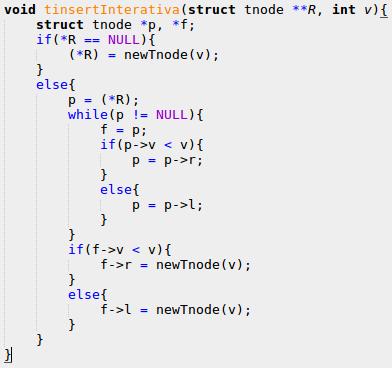 void tinsertInterativa(struct tnode **R, int v){
    struct tnode *p, *f;
    if(*R == NULL){
        (*R) = newTnode(v);
    }
    else{
        p = (*R);
        while(p != NULL){
            f = p;
            if(p->v < v){
                p = p->r;
            }
            else{
                p = p->l;
            }
        }
        if(f->v < v){
            f->r = newTnode(v);
        }
        else{
            f->l = newTnode(v);
        }
    }
}